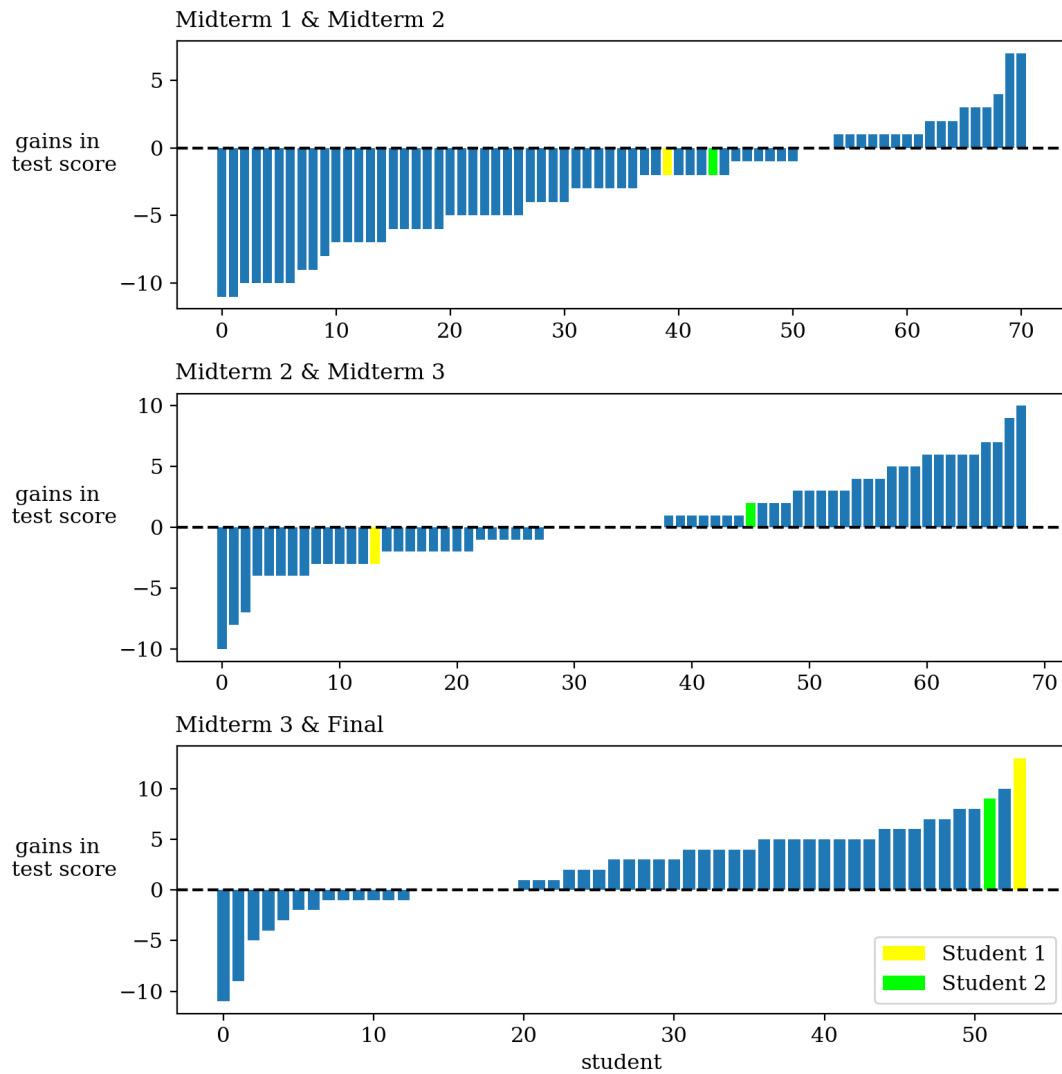 Midterm 1 & Midterm 2
5
0
−5
−10
gains in
test score
0 10 20 30 40 50 60 70
Midterm 2 & Midterm 3
10
5
0
−5
−10
gains in
test score
0 10 20 30 40 50 60 70
Midterm 3 & Final
10
5
0
−5
−10
gains in
test score
Student 1
Student 2
0 10 20 30 40 50
student